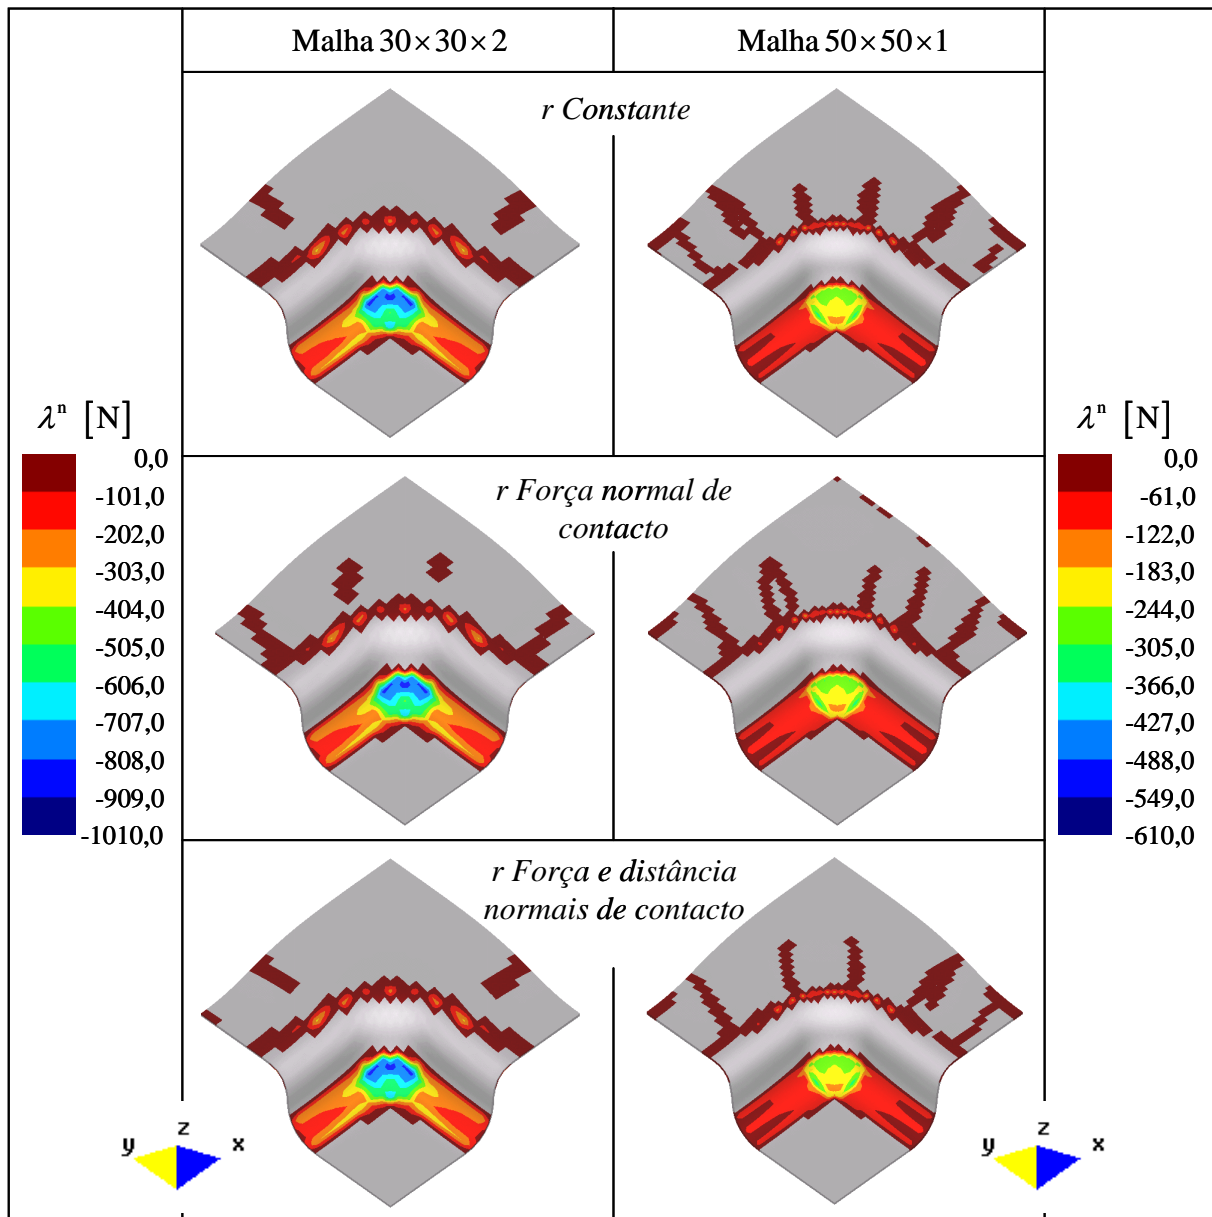 Malha 30×30×2
Malha 50×50×1
r Constante
λⁿ [N]
0,0
-101,0
-202,0
-303,0
-404,0
-505,0
-606,0
-707,0
-808,0
-909,0
-1010,0
λⁿ [N]
0,0
-61,0
-122,0
-183,0
-244,0
-305,0
-366,0
-427,0
-488,0
-549,0
-610,0
r Força normal de
contacto
r Força e distância
normais de contacto
y z x
y z x